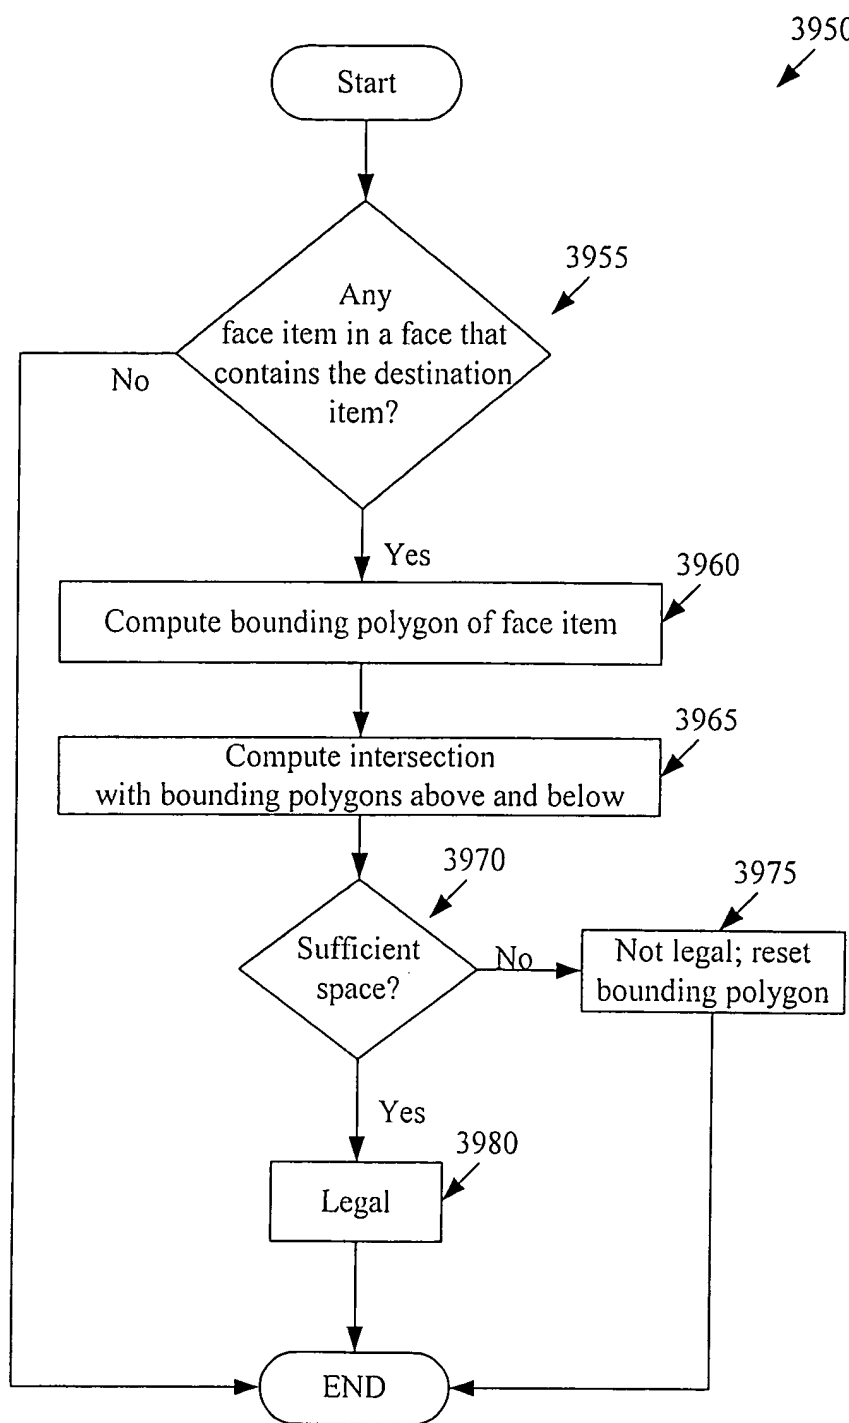 3950
Start
3955
Any
face item in a face that
contains the destination
item?
No
Yes
3960
Compute bounding polygon of face item
3965
Compute intersection
with bounding polygons above and below
3970
3975
Sufficient
space?
No
Not legal; reset
bounding polygon
Yes
3980
Legal
END